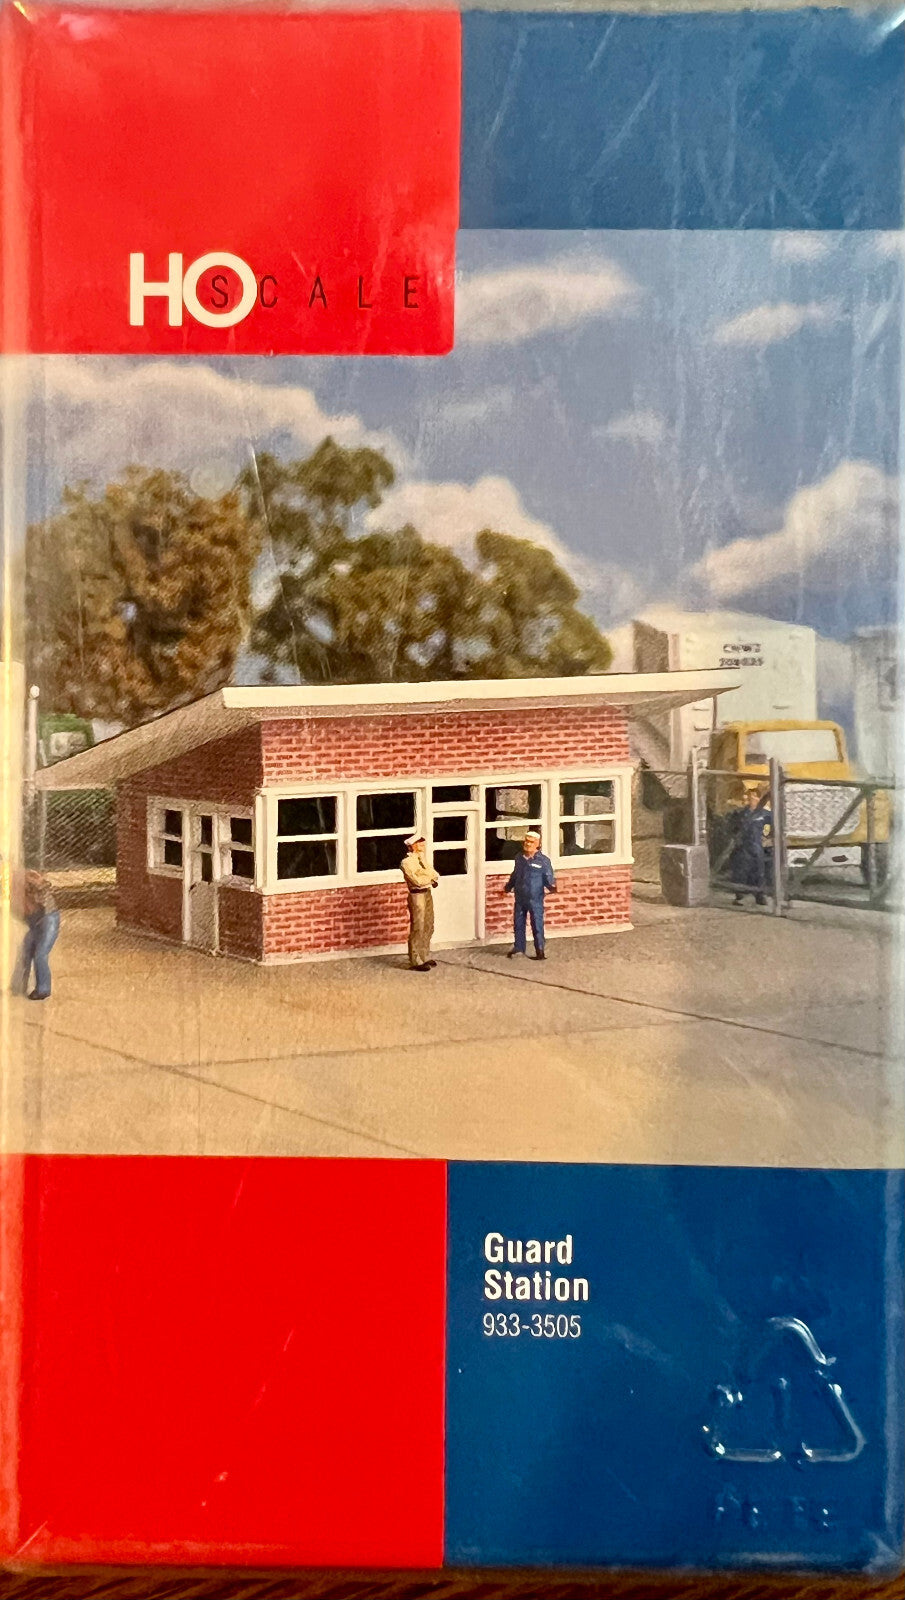 HO SCALE
Guard
Station
933-3505